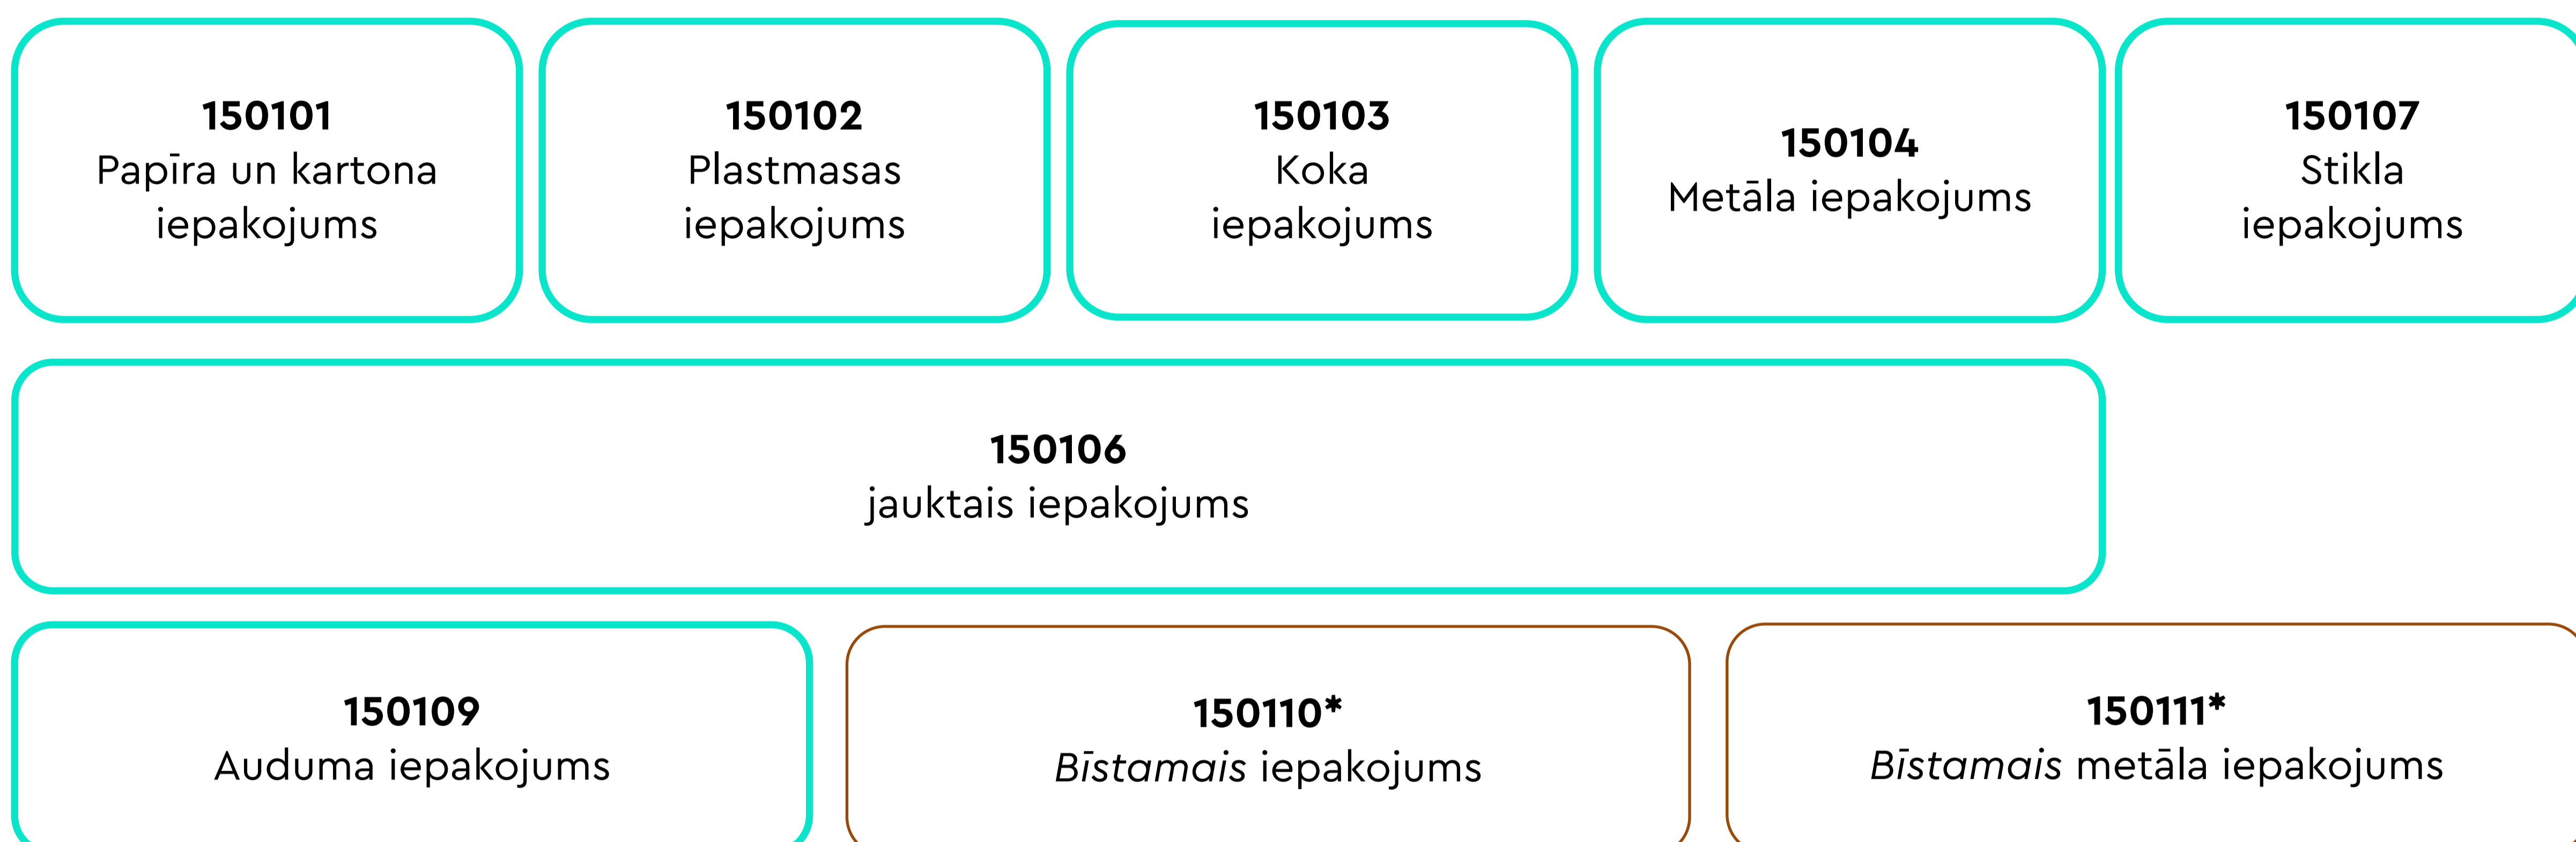 150101
Papīra un kartona
iepakojums
150102
Plastmasas
iepakojums
150103
Koka
iepakojums
150104
Metāla iepakojums
150107
Stikla
iepakojums
150106
jauktais iepakojums
150109
Auduma iepakojums
150110*
Bīstamais iepakojums
150111*
Bīstamais metāla iepakojums